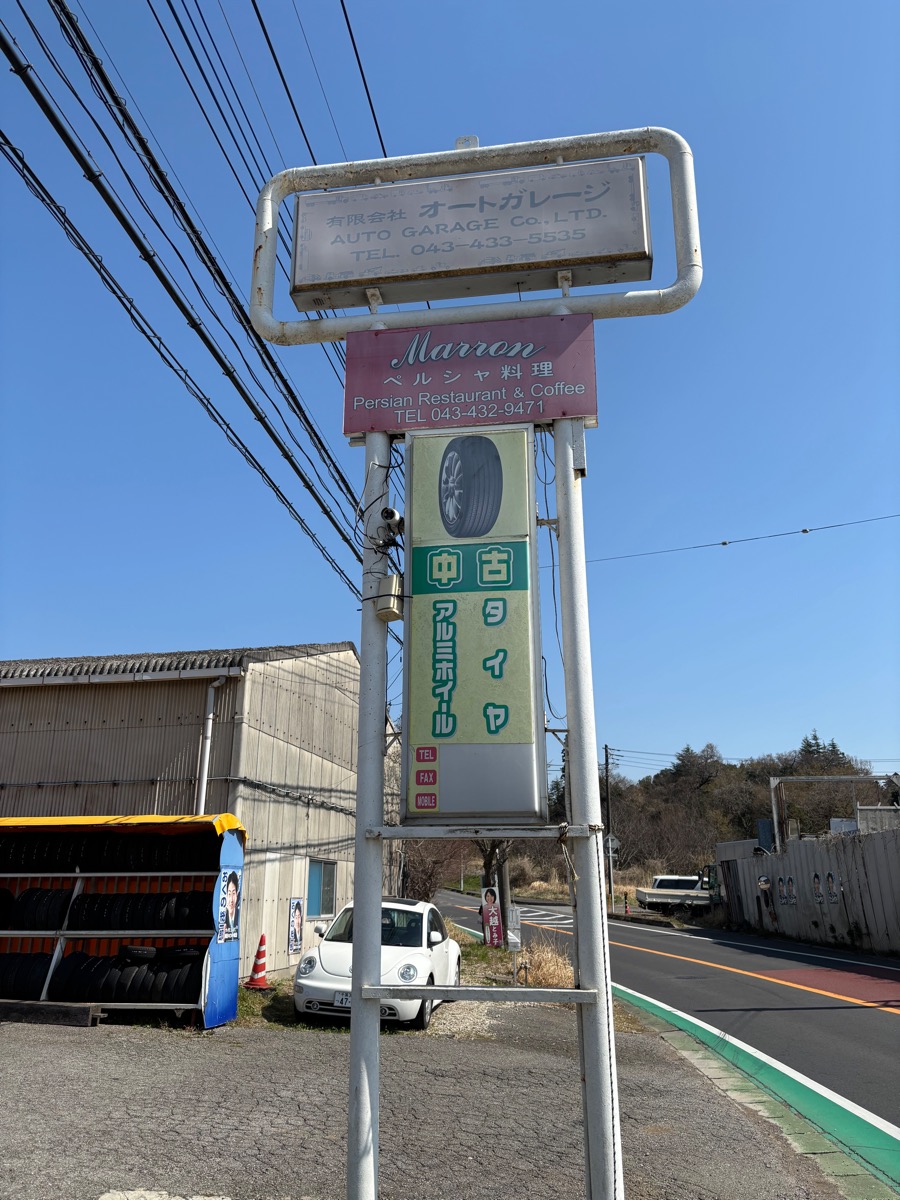 有限会社 オートガレージ
AUTO GARAGE Co.,LTD.
TEL. 043-433-5535
Marron
ペルシャ料理
Persian Restaurant & Coffee
TEL 043-432-9471
中古
タイヤ
アルミホイール
TEL
FAX
MOBILE
大越